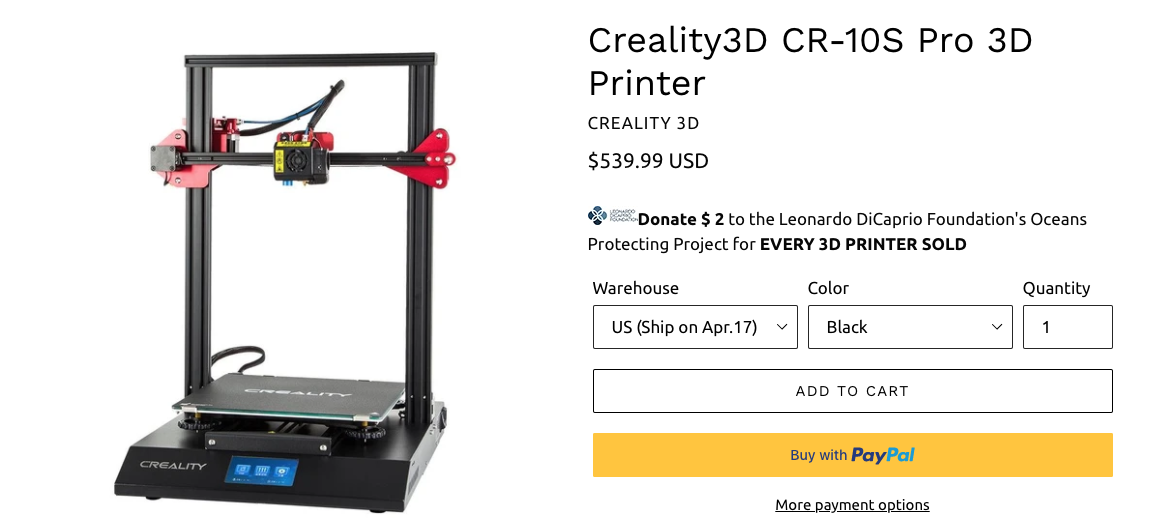 Creality3D CR-10S Pro 3D
Printer
CREALITY 3D
$539.99 USD
LEONARDO
DICAPRIO
FOUNDATION
Donate $ 2 to the Leonardo DiCaprio Foundation's Oceans
Protecting Project for EVERY 3D PRINTER SOLD
Warehouse Color Quantity
US (Ship on Apr.17) Black 1
ADD TO CART
Buy with PayPal
More payment options
CREALITY
CREALITY